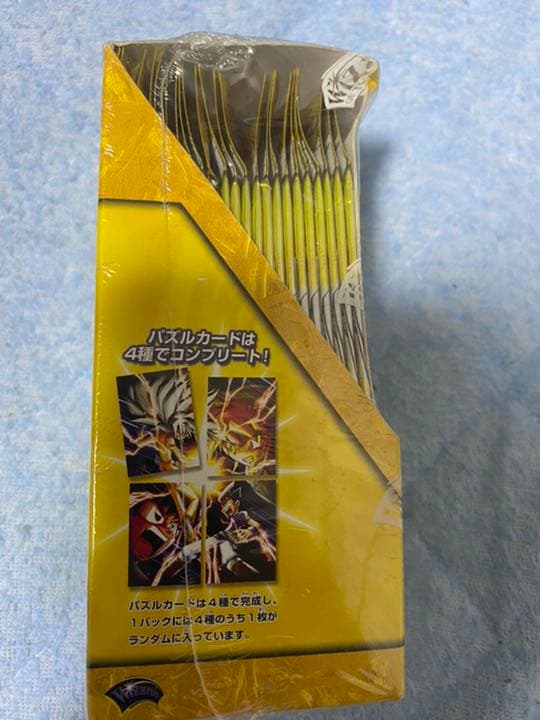 パズルカードは
4種でコンプリート!
パズルカードは4種で完成し、
1パックには4種のうち1枚が
ランダムに入っています。
Wizards